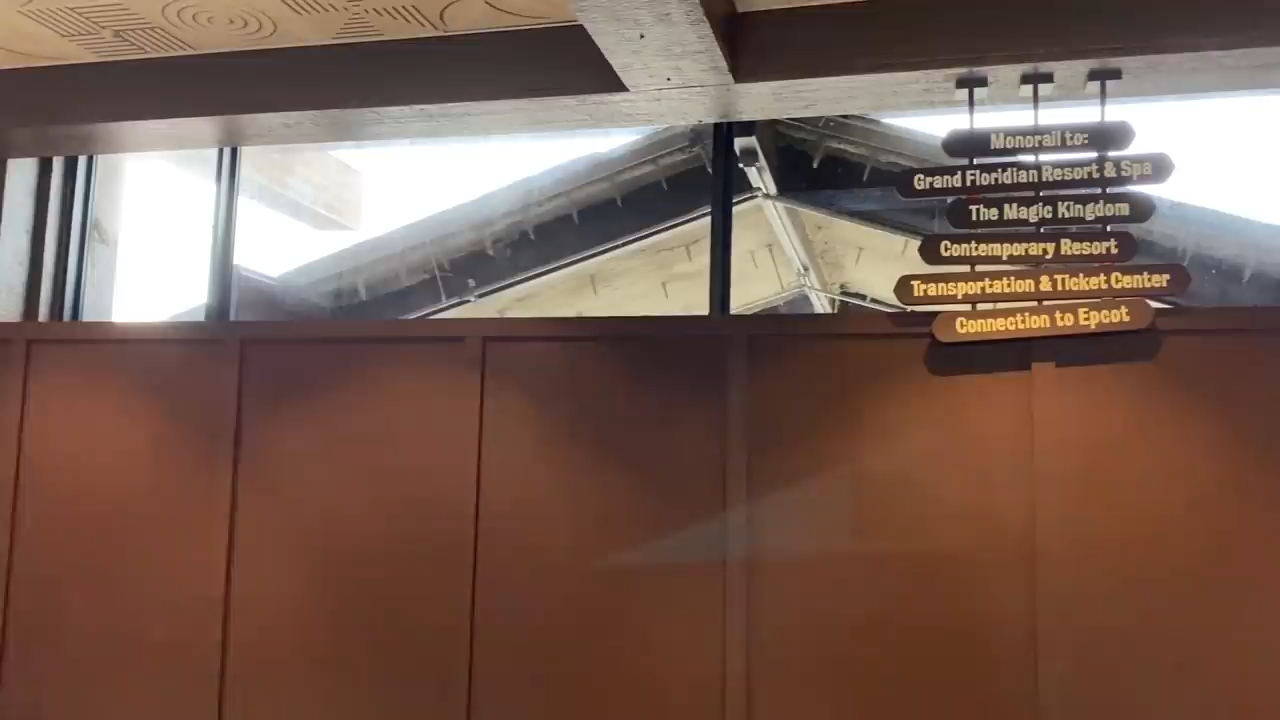 Monorail to:
Grand Floridian Resort & Spa
The Magic Kingdom
Contemporary Resort
Transportation & Ticket Center
Connection to Epcot